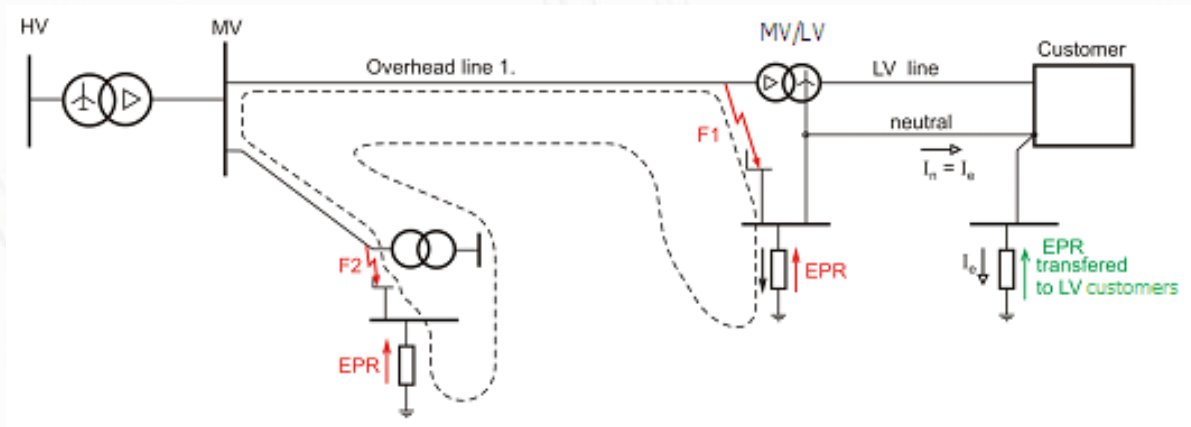 HV
MV
MV/LV
Customer
Overhead line 1.
LV line
F1
neutral
Iₙ = Iₑ
F2
EPR
EPR
Iₑ
EPR
transfered
to LV customers